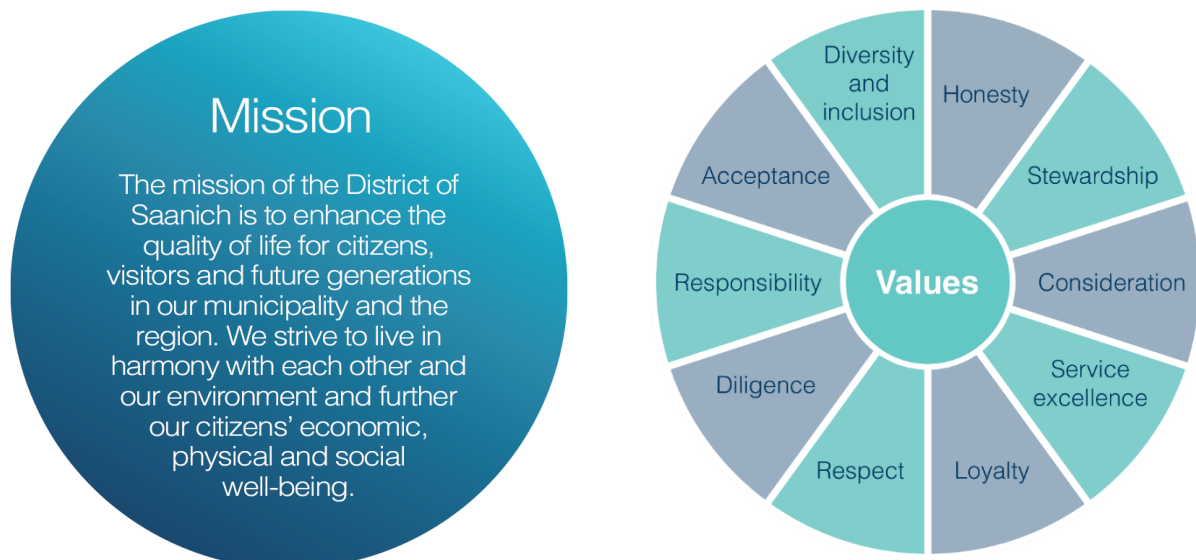 Mission
The mission of the District of
Saanich is to enhance the
quality of life for citizens,
visitors and future generations
in our municipality and the
region. We strive to live in
harmony with each other and
our environment and further
our citizens’ economic,
physical and social
well-being.
Values
Diversity
and
inclusion
Honesty
Stewardship
Consideration
Service
excellence
Loyalty
Respect
Diligence
Responsibility
Acceptance